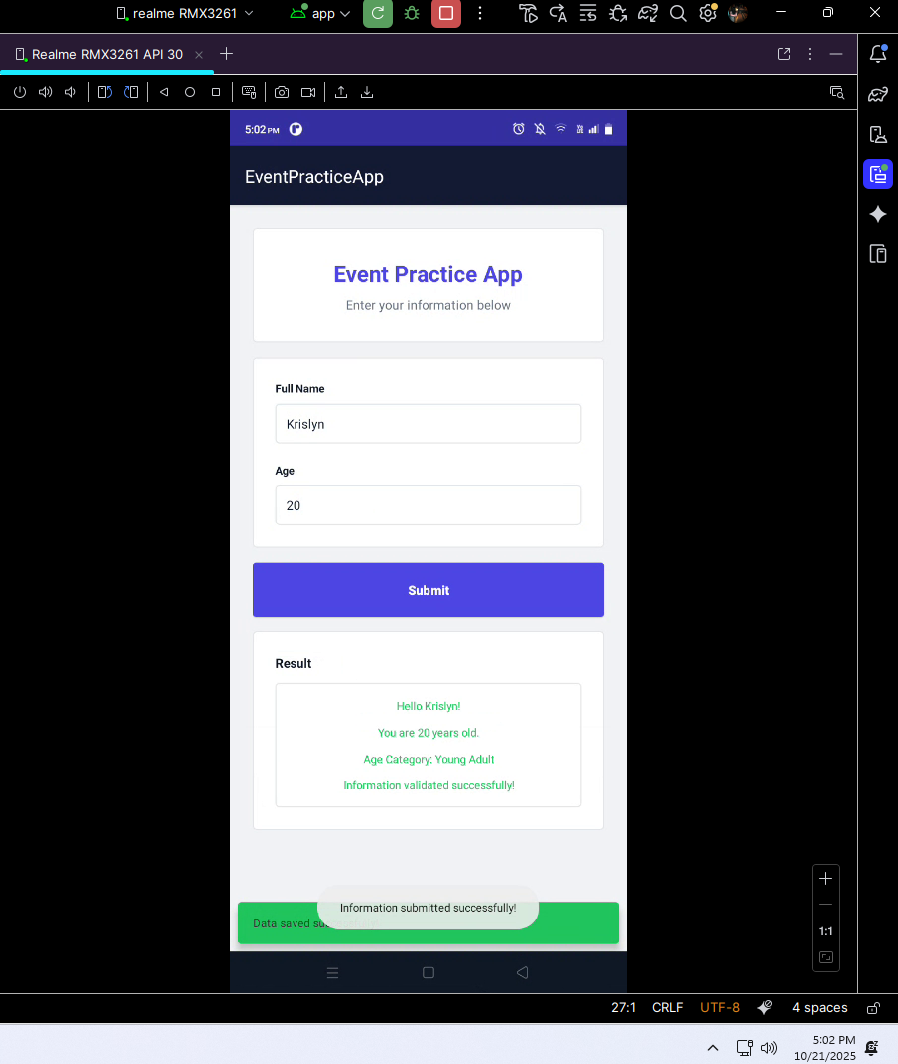 realme RMX3261 app
Realme RMX3261 API 30
5:02 PM
EventPracticeApp
Event Practice App
Enter your information below
Full Name
Krislyn
Age
20
Submit
Result
Hello Krislyn!
You are 20 years old.
Age Category: Young Adult
Information validated successfully!
Information submitted successfully!
Data saved
1:1
27:1 CRLF UTF-8 4 spaces
5:02 PM
10/21/2025